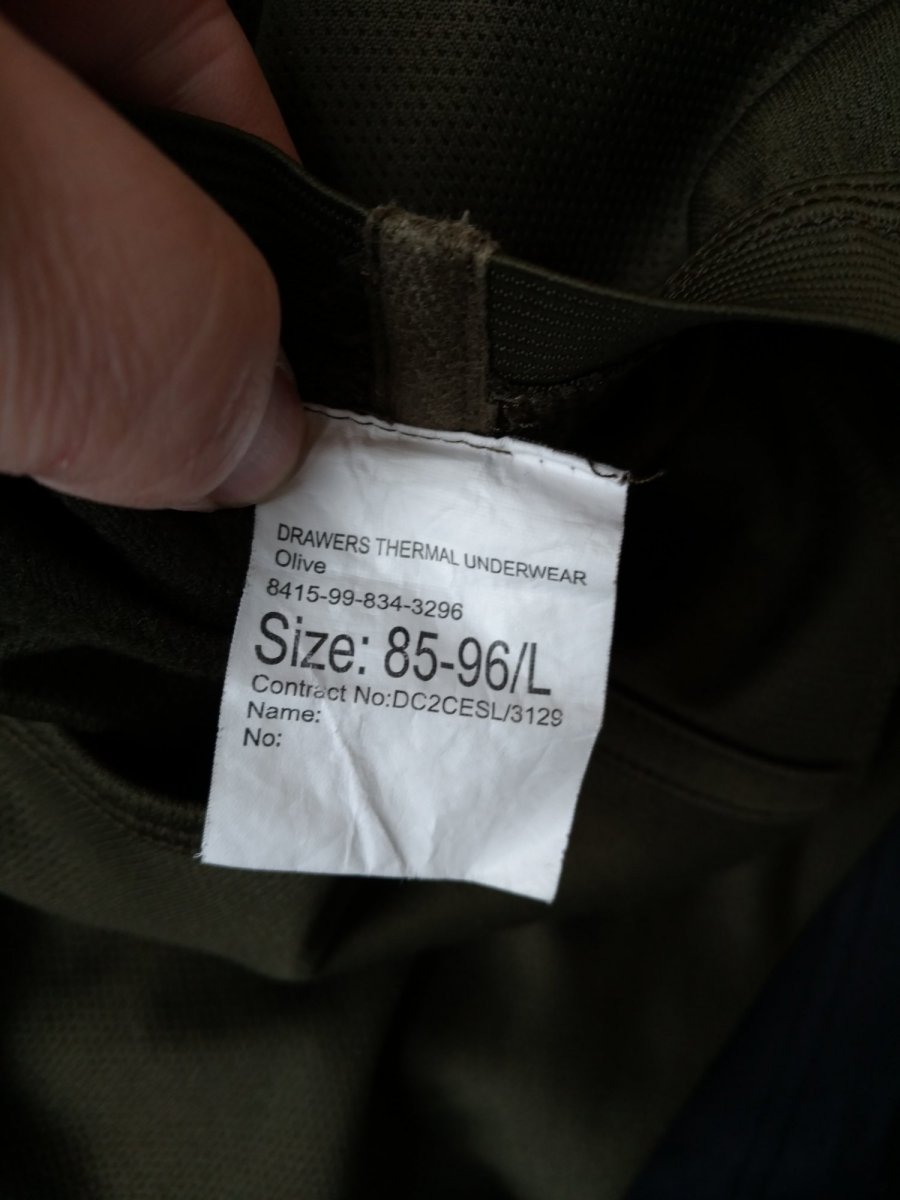 DRAWERS THERMAL UNDERWEAR
Olive
8415-99-834-3296
Size: 85-96/L
Contract No:DC2CESL/3129
Name:
No: